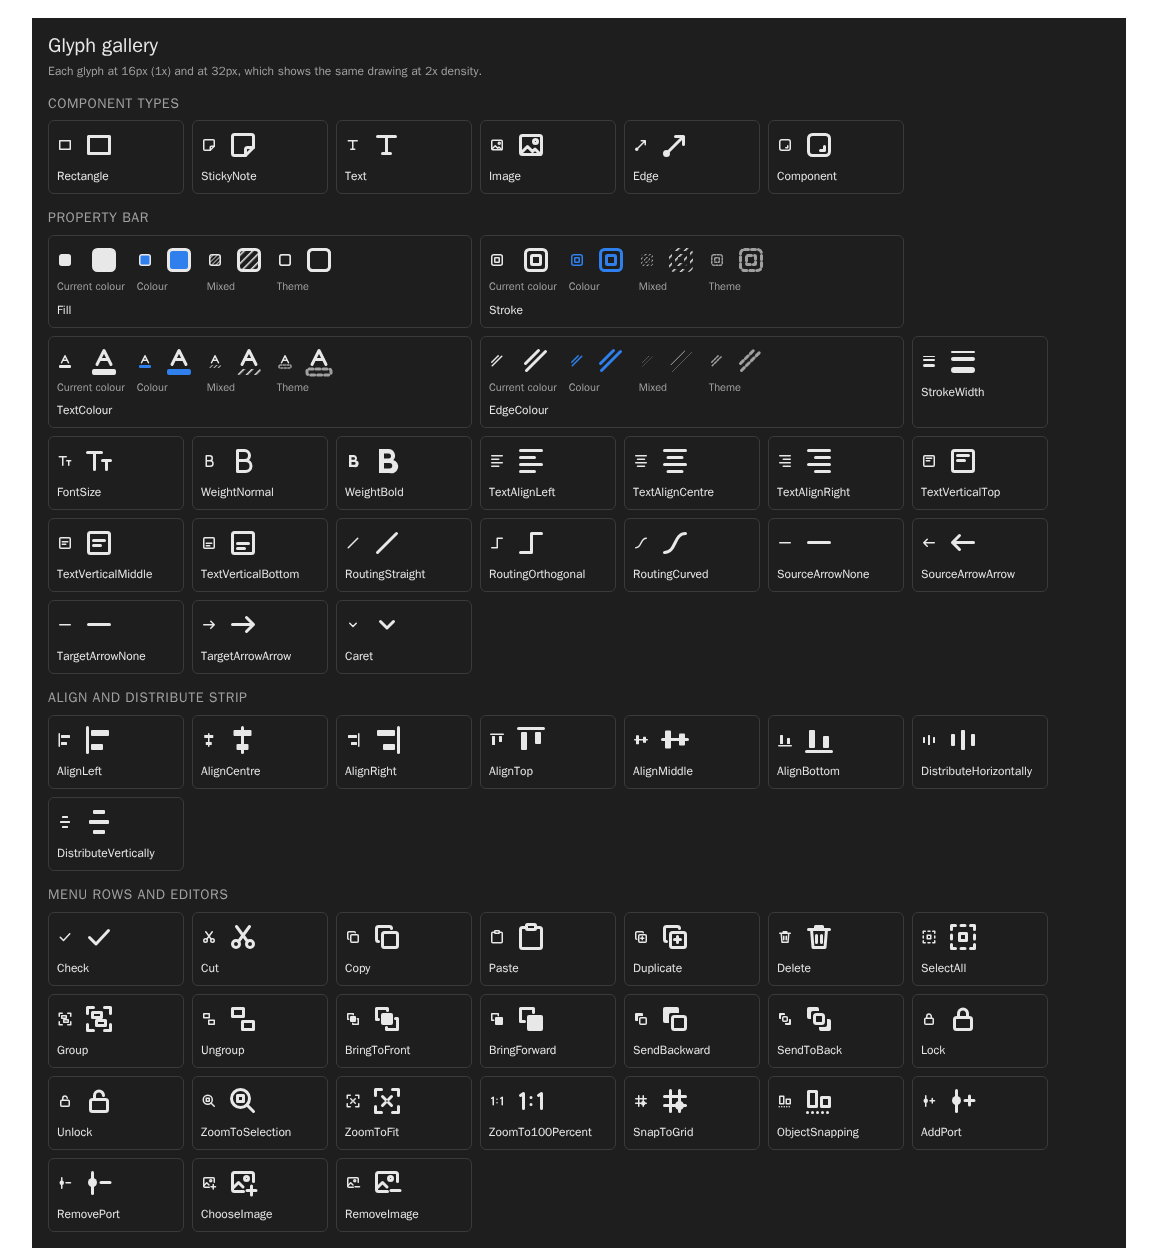 Glyph gallery
Each glyph at 16px (1x) and at 32px, which shows the same drawing at 2x density.
COMPONENT TYPES
Rectangle
StickyNote
Text
Image
Edge
Component
PROPERTY BAR
Current colour Colour Mixed Theme
Fill
Current colour Colour Mixed Theme
Stroke
Current colour Colour Mixed Theme
TextColour
Current colour Colour Mixed Theme
EdgeColour
StrokeWidth
FontSize
WeightNormal
WeightBold
TextAlignLeft
TextAlignCentre
TextAlignRight
TextVerticalTop
TextVerticalMiddle
TextVerticalBottom
RoutingStraight
RoutingOrthogonal
RoutingCurved
SourceArrowNone
SourceArrowArrow
TargetArrowNone
TargetArrowArrow
Caret
ALIGN AND DISTRIBUTE STRIP
AlignLeft
AlignCentre
AlignRight
AlignTop
AlignMiddle
AlignBottom
DistributeHorizontally
DistributeVertically
MENU ROWS AND EDITORS
Check
Cut
Copy
Paste
Duplicate
Delete
SelectAll
Group
Ungroup
BringToFront
BringForward
SendBackward
SendToBack
Lock
Unlock
ZoomToSelection
ZoomToFit
1:1 1:1
ZoomTo100Percent
SnapToGrid
ObjectSnapping
AddPort
RemovePort
ChooseImage
RemoveImage